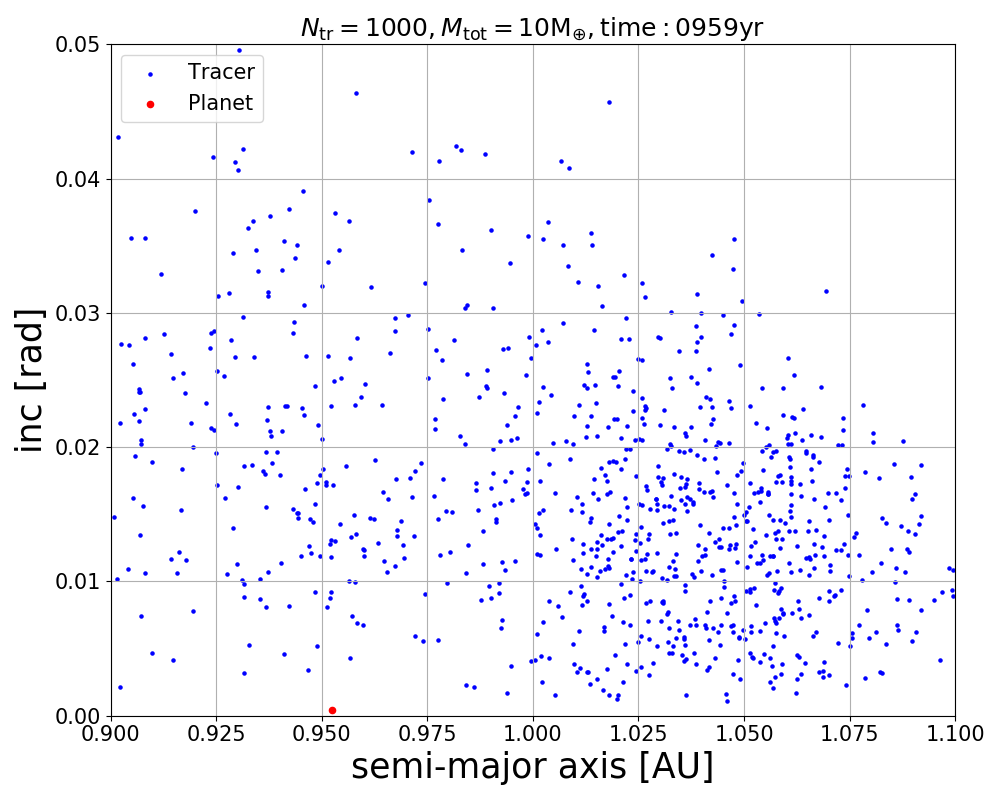 N_tr = 1000, M_tot = 10M_⊕, time : 0959yr
Tracer
Planet
0.05
0.04
0.03
0.02
0.01
0.00
inc [rad]
0.900 0.925 0.950 0.975 1.000 1.025 1.050 1.075 1.100
semi-major axis [AU]